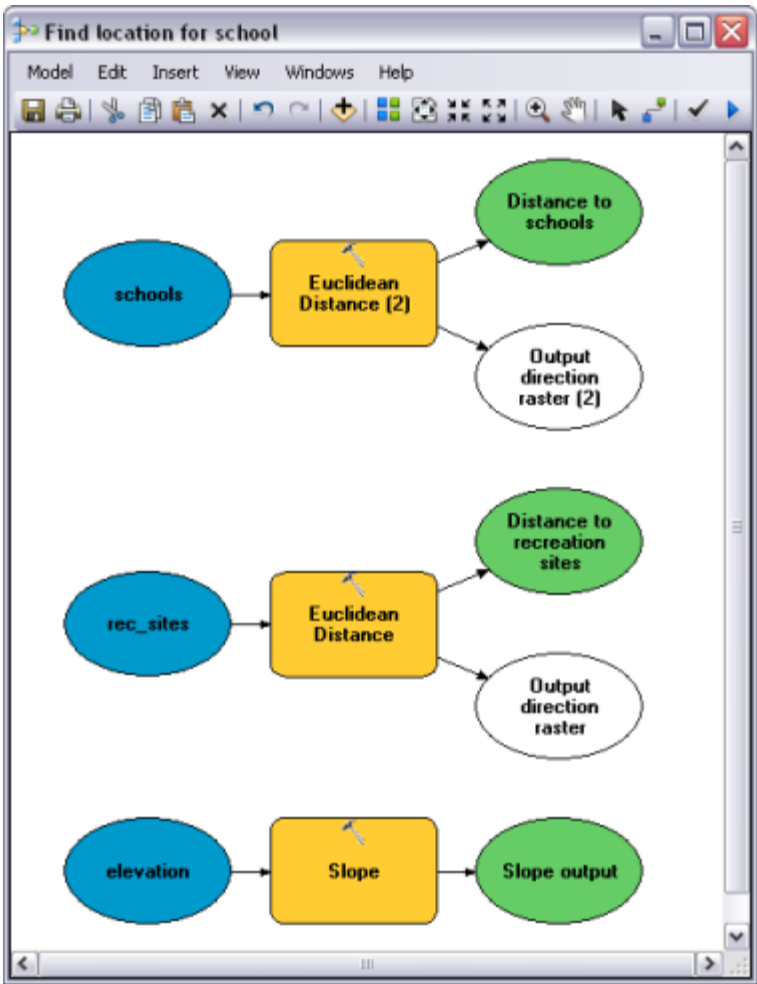 Find location for school
Model Edit Insert View Windows Help
Distance to
schools
schools
Euclidean
Distance (2)
Output
direction
raster (2)
Distance to
recreation
sites
rec_sites
Euclidean
Distance
Output
direction
raster
elevation
Slope
Slope output